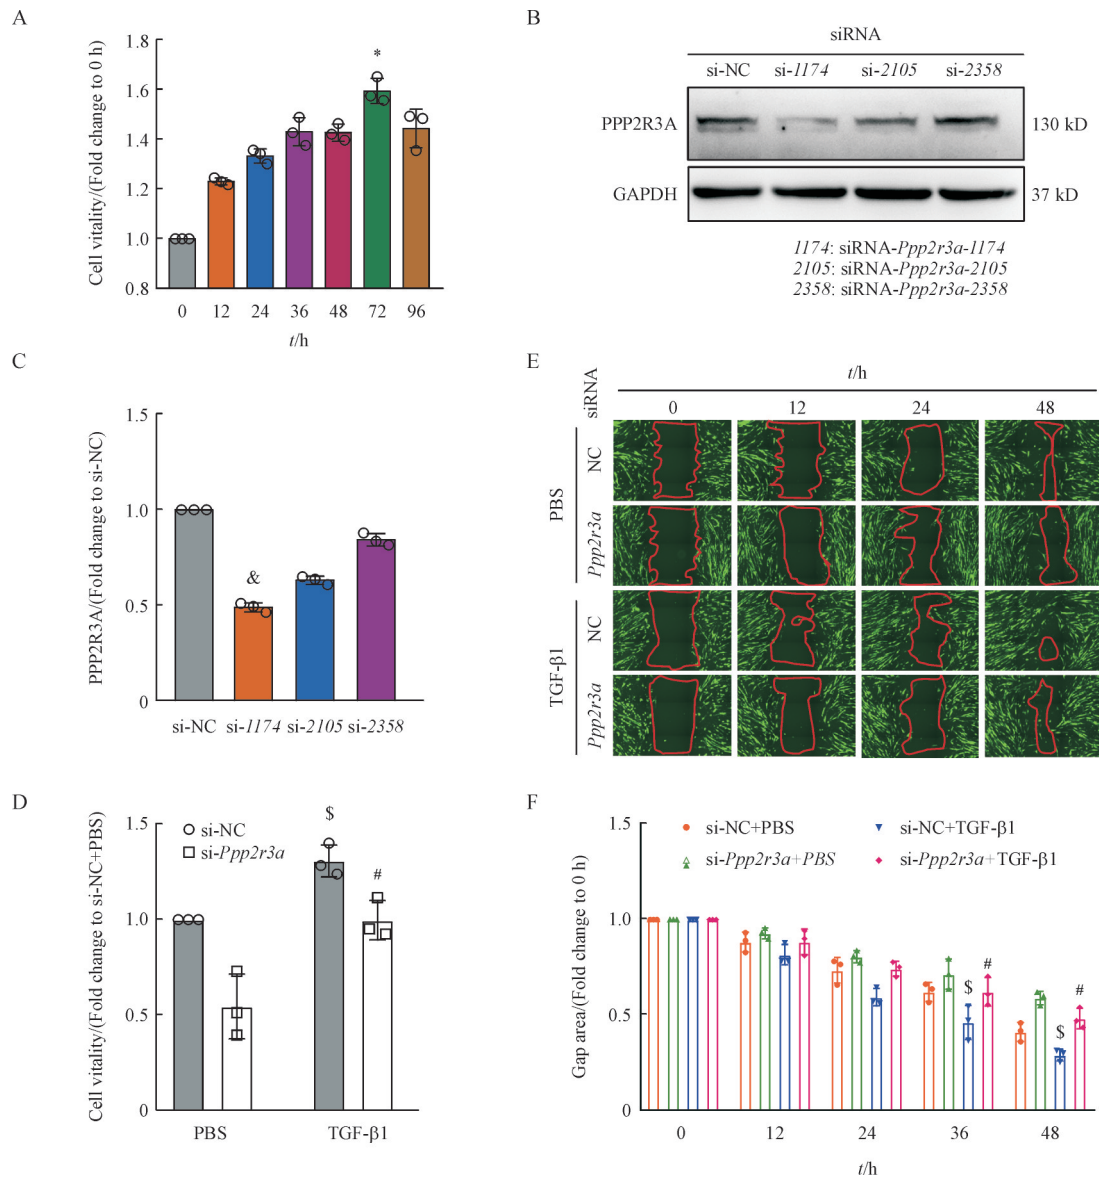 A
Cell vitality/(Fold change to 0 h)
1.8
1.6
1.4
1.2
1.0
0.8
*
0 12 24 36 48 72 96
t/h
B
siRNA
si-NC si-1174 si-2105 si-2358
PPP2R3A 130 kD
GAPDH 37 kD
1174: siRNA-Ppp2r3a-1174
2105: siRNA-Ppp2r3a-2105
2358: siRNA-Ppp2r3a-2358
C
PPP2R3A/(Fold change to si-NC)
1.5
1.0
0.5
0
&
si-NC si-1174 si-2105 si-2358
D
Cell vitality/(Fold change to si-NC+PBS)
1.5
1.0
0.5
0
si-NC
si-Ppp2r3a
$
#
PBS TGF-β1
E
t/h
siRNA
0 12 24 48
PBS
NC
Ppp2r3a
TGF-β1
NC
Ppp2r3a
F
Gap area/(Fold change to 0 h)
1.5
1.0
0.5
0
si-NC+PBS si-NC+TGF-β1
si-Ppp2r3a+PBS si-Ppp2r3a+TGF-β1
$ # $ #
0 12 24 36 48
t/h